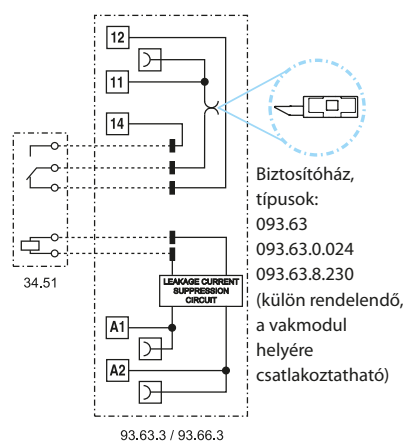 12
11
14
34.51
LEAKAGE CURRENT
SUPPRESSION
CIRCUIT
A1
A2
93.63.3 / 93.66.3
Biztosítóház,
típusok:
093.63
093.63.0.024
093.63.8.230
(külön rendelendő,
a vakmodul
helyére
csatlakoztatható)